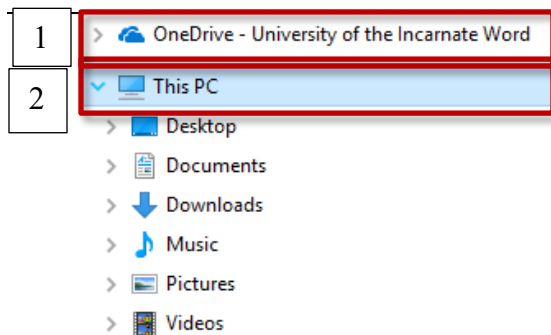 1 OneDrive - University of the Incarnate Word
2 This PC
Desktop
Documents
Downloads
Music
Pictures
Videos